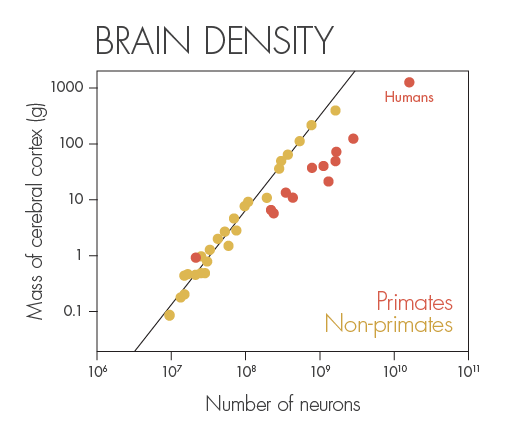 BRAIN DENSITY
Mass of cerebral cortex (g)
1000
100
10
1
0.1
Humans
Primates
Non-primates
10⁶ 10⁷ 10⁸ 10⁹ 10¹⁰ 10¹¹
Number of neurons